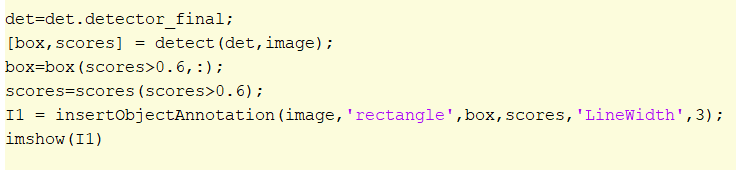 det=det.detector_final;
[box,scores] = detect(det,image);
box=box(scores>0.6,:);
scores=scores(scores>0.6);
I1 = insertObjectAnnotation(image,'rectangle',box,scores,'LineWidth',3);
imshow(I1)